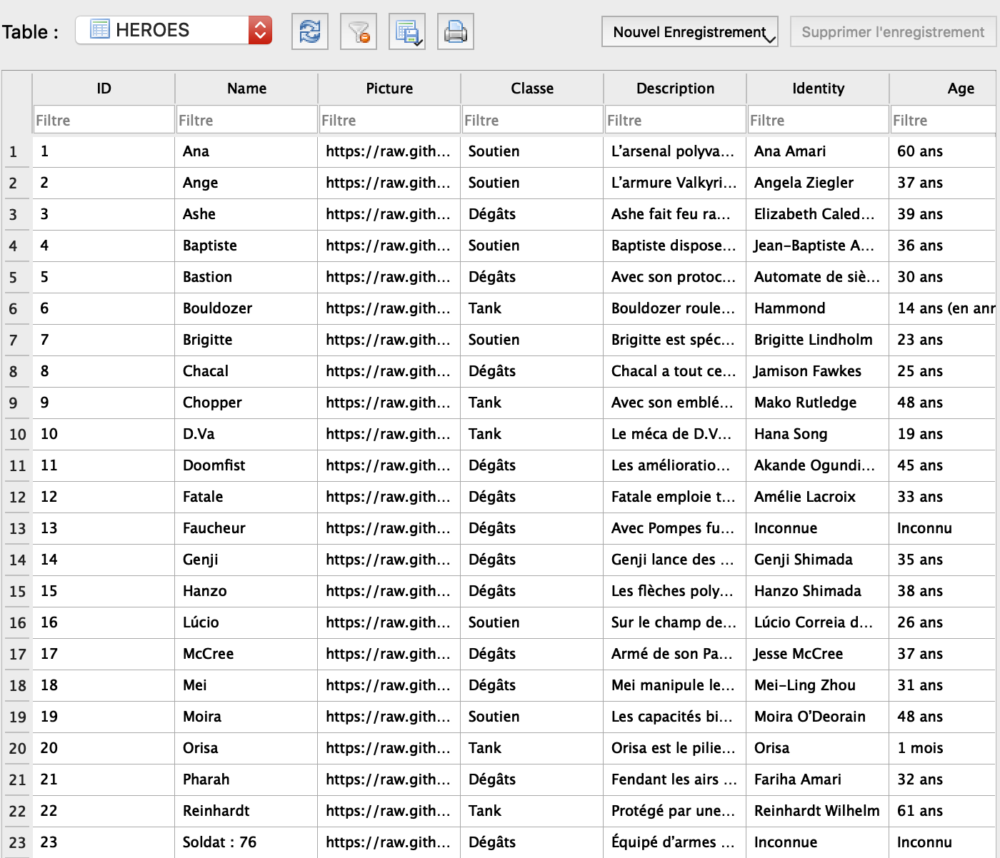 Table : HEROES Nouvel Enregistrement Supprimer l'enregistrement
ID Name Picture Classe Description Identity Age
Filtre Filtre Filtre Filtre Filtre Filtre Filtre
1 1 Ana https://raw.gith... Soutien L’arsenal polyva... Ana Amari 60 ans
2 2 Ange https://raw.gith... Soutien L’armure Valkyri... Angela Ziegler 37 ans
3 3 Ashe https://raw.gith... Dégâts Ashe fait feu ra... Elizabeth Caled... 39 ans
4 4 Baptiste https://raw.gith... Soutien Baptiste dispose... Jean-Baptiste A... 36 ans
5 5 Bastion https://raw.gith... Dégâts Avec son protoc... Automate de siè... 30 ans
6 6 Bouldozer https://raw.gith... Tank Bouldozer roule... Hammond 14 ans (en anr
7 7 Brigitte https://raw.gith... Soutien Brigitte est spéc... Brigitte Lindholm 23 ans
8 8 Chacal https://raw.gith... Dégâts Chacal a tout ce... Jamison Fawkes 25 ans
9 9 Chopper https://raw.gith... Tank Avec son emblé... Mako Rutledge 48 ans
10 10 D.Va https://raw.gith... Tank Le méca de D.V... Hana Song 19 ans
11 11 Doomfist https://raw.gith... Dégâts Les amélioratio... Akande Ogundi... 45 ans
12 12 Fatale https://raw.gith... Dégâts Fatale emploie t... Amélie Lacroix 33 ans
13 13 Faucheur https://raw.gith... Dégâts Avec Pompes fu... Inconnue Inconnu
14 14 Genji https://raw.gith... Dégâts Genji lance des ... Genji Shimada 35 ans
15 15 Hanzo https://raw.gith... Dégâts Les flèches poly... Hanzo Shimada 38 ans
16 16 Lúcio https://raw.gith... Soutien Sur le champ de... Lúcio Correia d... 26 ans
17 17 McCree https://raw.gith... Dégâts Armé de son Pa... Jesse McCree 37 ans
18 18 Mei https://raw.gith... Dégâts Mei manipule le... Mei-Ling Zhou 31 ans
19 19 Moira https://raw.gith... Soutien Les capacités bi... Moira O’Deorain 48 ans
20 20 Orisa https://raw.gith... Tank Orisa est le pilie... Orisa 1 mois
21 21 Pharah https://raw.gith... Dégâts Fendant les airs ... Fariha Amari 32 ans
22 22 Reinhardt https://raw.gith... Tank Protégé par une... Reinhardt Wilhelm 61 ans
23 23 Soldat : 76 https://raw.gith... Dégâts Équipé d’armes ... Inconnue Inconnu